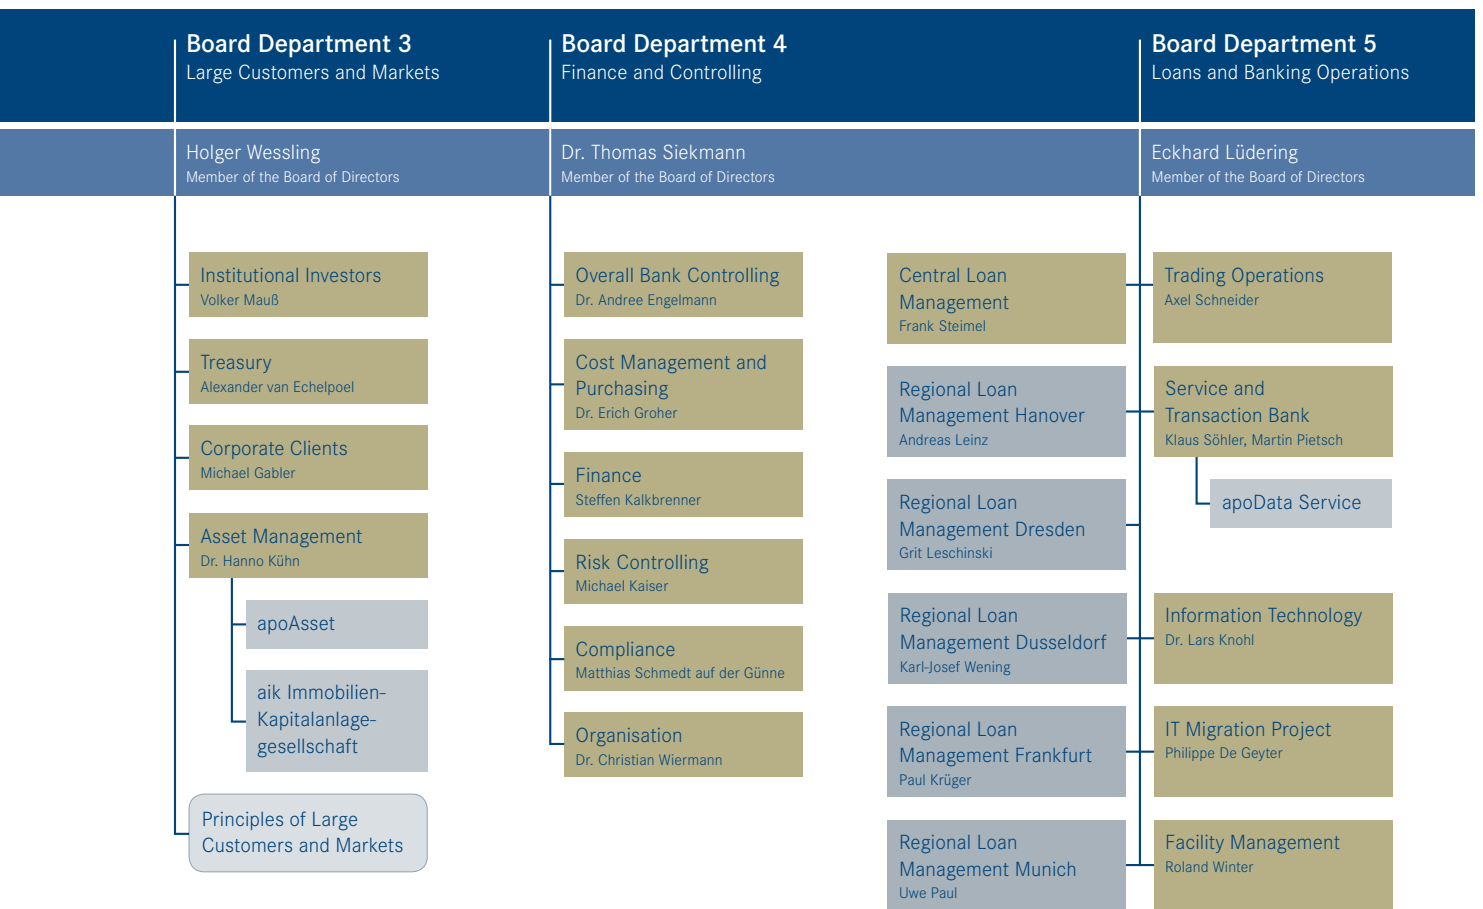 Board Department 3
Large Customers and Markets
Holger Wessling
Member of the Board of Directors
Institutional Investors
Volker Mauß
Treasury
Alexander van Echelpoel
Corporate Clients
Michael Gabler
Asset Management
Dr. Hanno Kühn
apoAsset
aik Immobilien-
Kapitalanlage-
gesellschaft
Principles of Large
Customers and Markets
Board Department 4
Finance and Controlling
Dr. Thomas Siekmann
Member of the Board of Directors
Overall Bank Controlling
Dr. Andree Engelmann
Cost Management and
Purchasing
Dr. Erich Groher
Finance
Steffen Kalkbrenner
Risk Controlling
Michael Kaiser
Compliance
Matthias Schmedt auf der Günne
Organisation
Dr. Christian Wiermann
Board Department 5
Loans and Banking Operations
Eckhard Lüdering
Member of the Board of Directors
Central Loan
Management
Frank Steimel
Regional Loan
Management Hanover
Andreas Leinz
Regional Loan
Management Dresden
Grit Leschinski
Regional Loan
Management Dusseldorf
Karl-Josef Wening
Regional Loan
Management Frankfurt
Paul Krüger
Regional Loan
Management Munich
Uwe Paul
Trading Operations
Axel Schneider
Service and
Transaction Bank
Klaus Söhler, Martin Pietsch
apoData Service
Information Technology
Dr. Lars Knohl
IT Migration Project
Philippe De Geyter
Facility Management
Roland Winter